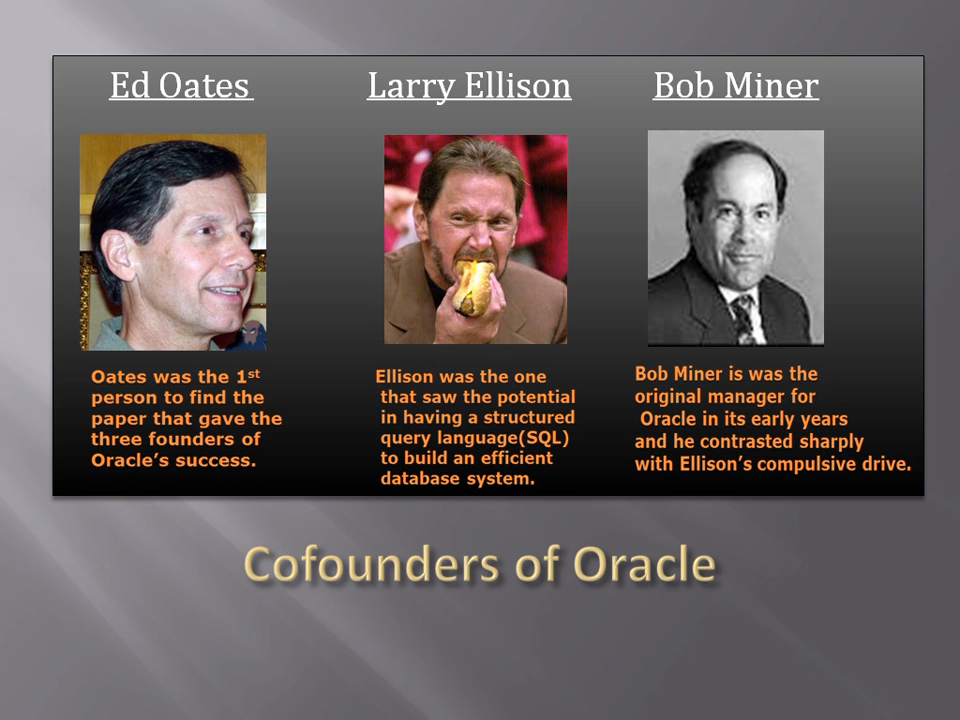 Ed Oates
Larry Ellison
Bob Miner
Oates was the 1st
person to find the
paper that gave the
three founders of
Oracle's success.
Ellison was the one
that saw the potential
in having a structured
query language(SQL)
to build an efficient
database system.
Bob Miner is was the
original manager for
Oracle in its early years
and he contrasted sharply
with Ellison's compulsive drive.
Cofounders of Oracle